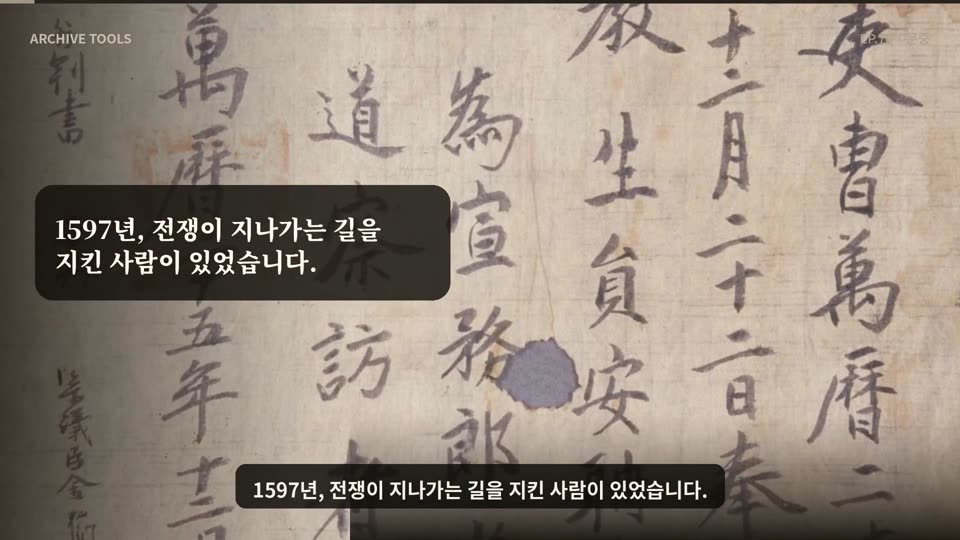 ARCHIVE TOOLS
1597년, 전쟁이 지나가는 길을
지킨 사람이 있었습니다.
吏曹萬曆二
十二月二十二日奉
教生員安
為宣務郎
道察訪者
萬曆十五年十二月
1597년, 전쟁이 지나가는 길을 지킨 사람이 있었습니다.